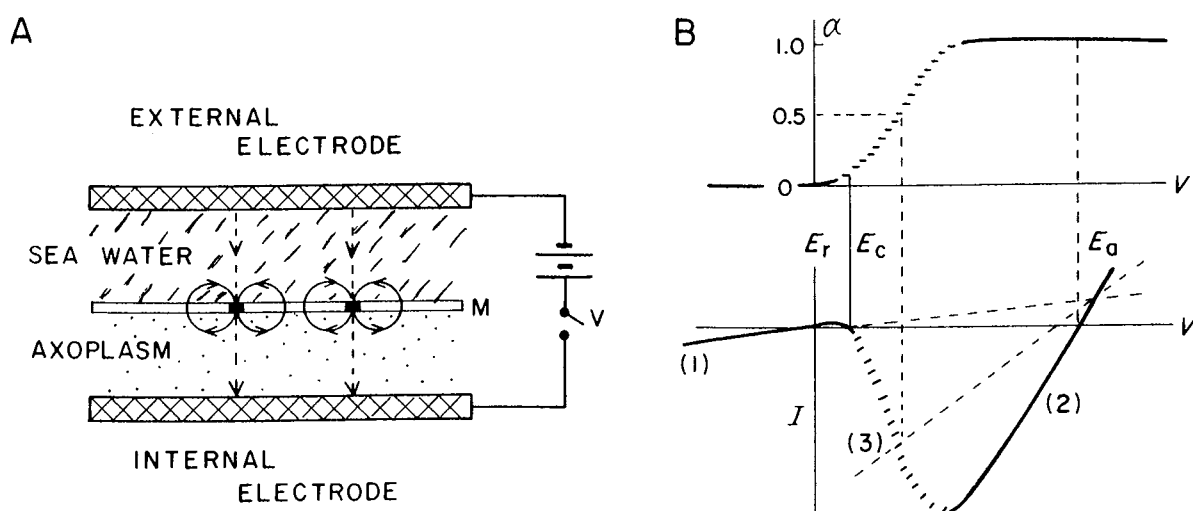 A
EXTERNAL
ELECTRODE
SEA WATER
M
V
AXOPLASM
INTERNAL
ELECTRODE
B
α
1.0
0.5
0
V
E_r
E_c
E_a
V
(1)
I
(3)
(2)